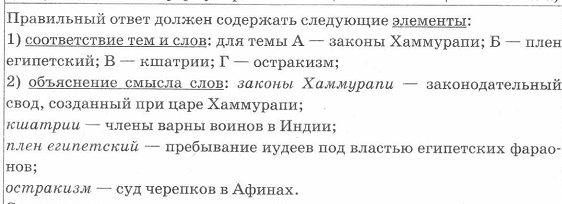 Правильный ответ должен содержать следующие элементы:
1) соответствие тем и слов: для темы А — законы Хаммурапи; Б — плен
египетский; В — кшатрии; Г — остракизм;
2) объяснение смысла слов: законы Хаммурапи — законодательный
свод, созданный при царе Хаммурапи;
кшатрии — члены варны воинов в Индии;
плен египетский — пребывание иудеев под властью египетских фарао-
нов;
остракизм — суд черепков в Афинах.